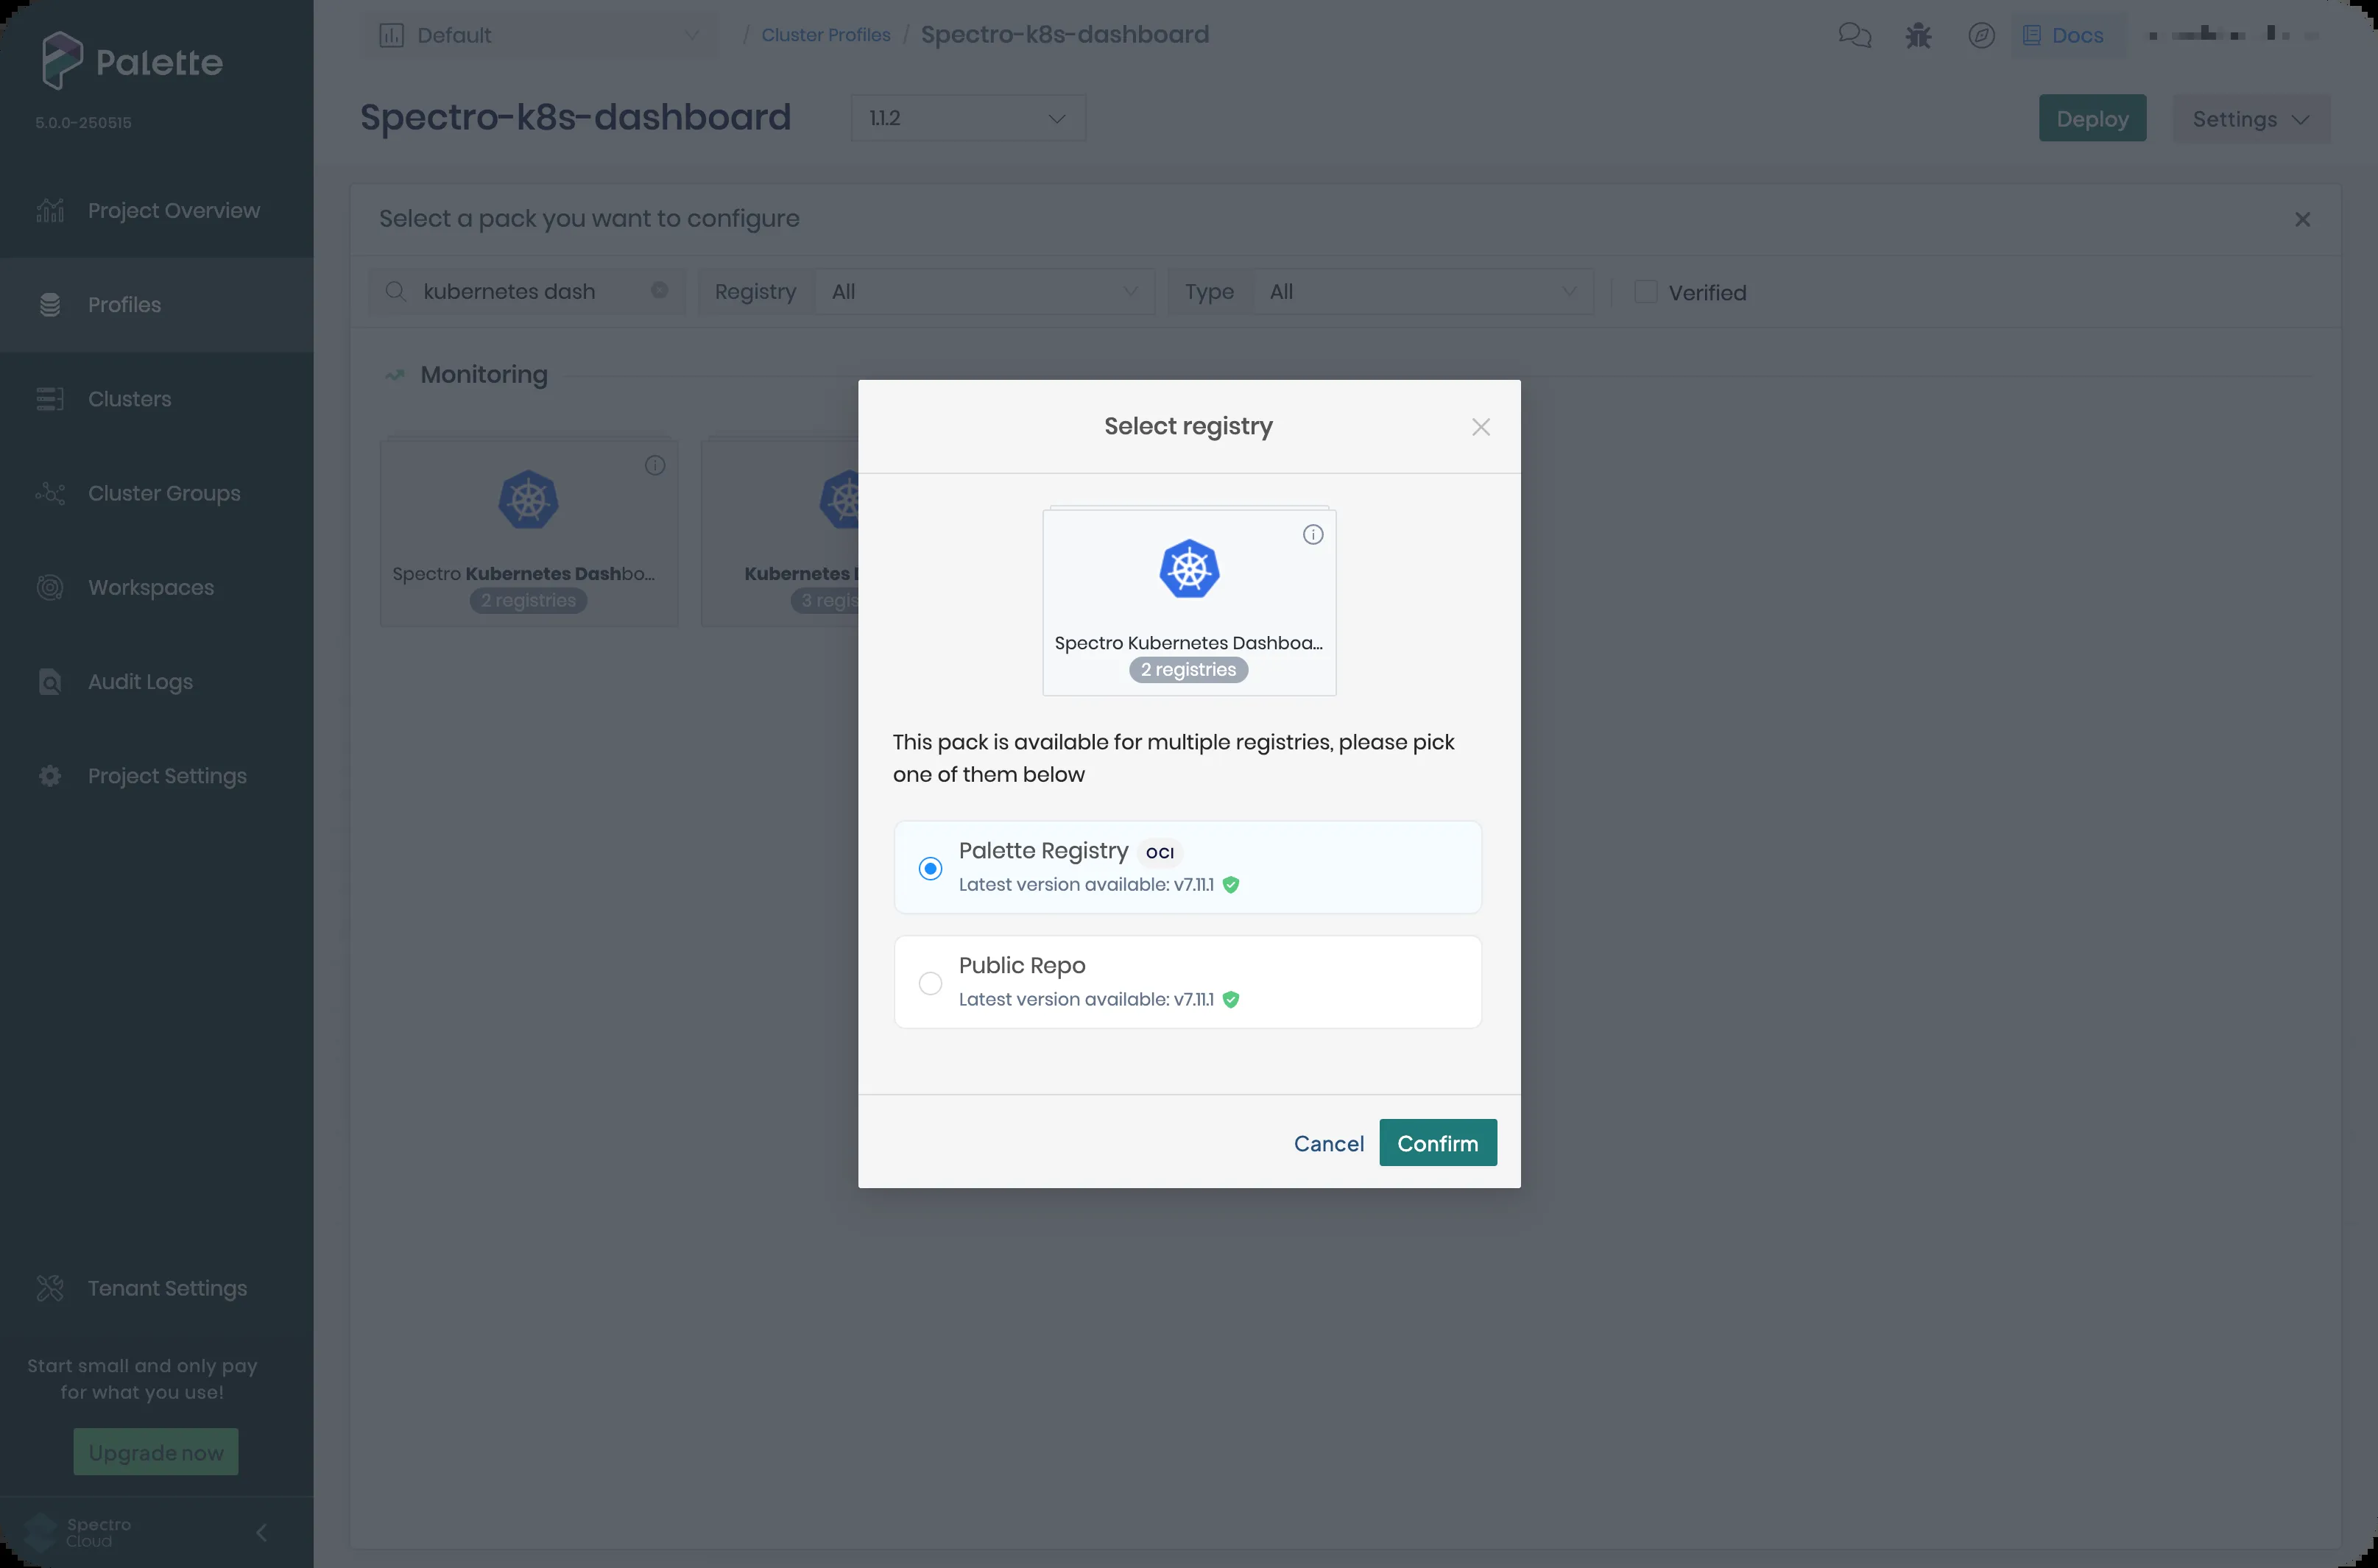 Palette
5.0.0-250515
Project Overview
Profiles
Clusters
Cluster Groups
Workspaces
Audit Logs
Project Settings
Tenant Settings
Start small and only pay
for what you use!
Upgrade now
Spectro
Cloud
Default
/ Cluster Profiles / Spectro-k8s-dashboard
Docs
Spectro-k8s-dashboard
1.1.2
Deploy
Settings
Select a pack you want to configure
kubernetes dash
Registry All
Type All
Verified
Monitoring
Spectro Kubernetes Dashbo...
2 registries
Kubernetes
3 regis
Select registry
Spectro Kubernetes Dashboa...
2 registries
This pack is available for multiple registries, please pick
one of them below
Palette Registry OCI
Latest version available: v7.11.1
Public Repo
Latest version available: v7.11.1
Cancel
Confirm